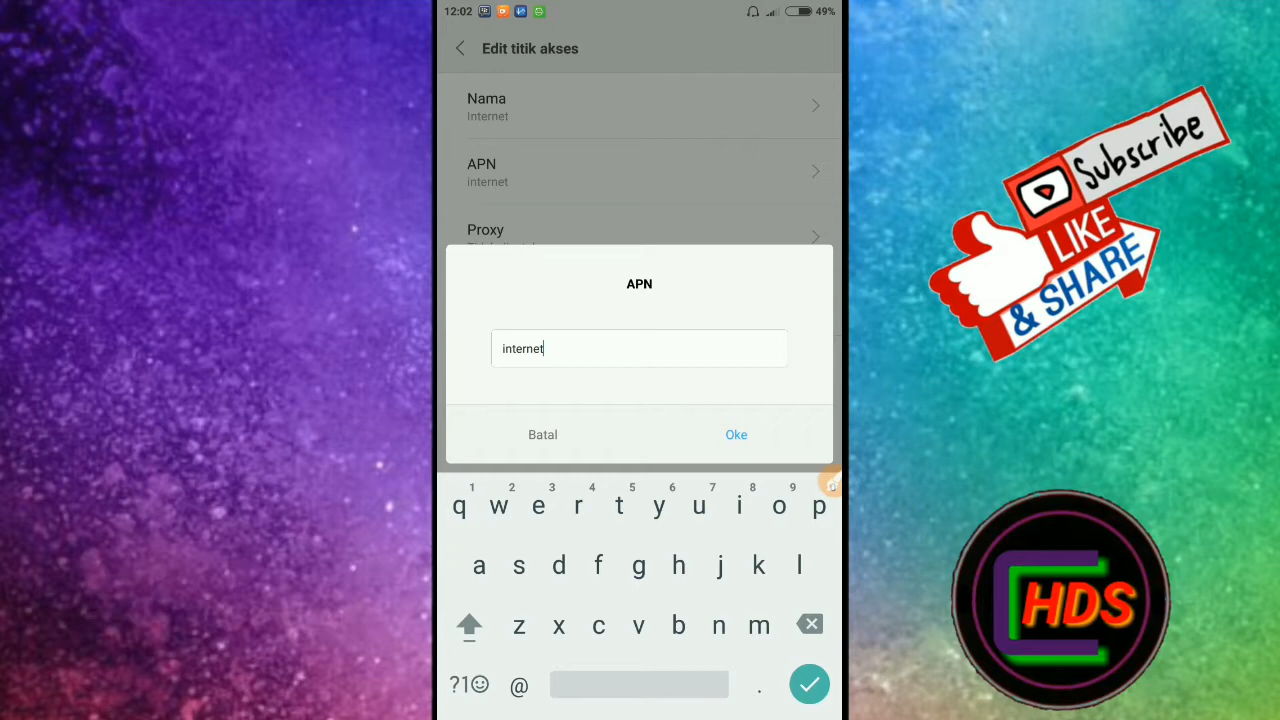 12:02
49%
Edit titik akses
Nama
Internet
APN
internet
Proxy
APN
internet
Batal
Oke
1 2 3 4 5 6 7 8 9
q w e r t y u i o p
a s d f g h j k l
z x c v b n m
?1 @ .
Subscribe
LIKE
& SHARE
HDS